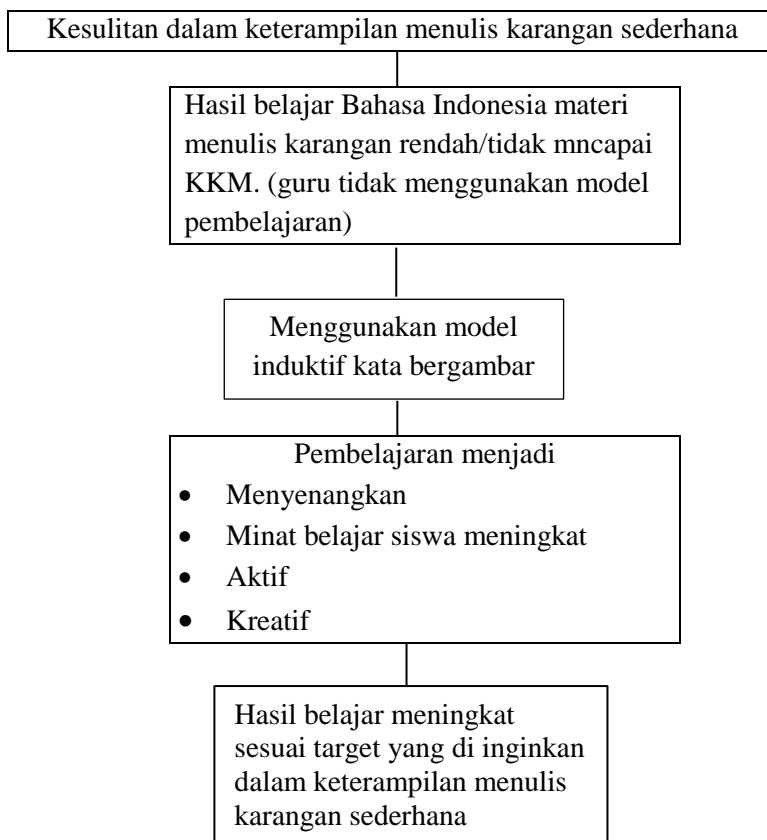 Kesulitan dalam keterampilan menulis karangan sederhana
Hasil belajar Bahasa Indonesia materi
menulis karangan rendah/tidak mncapai
KKM. (guru tidak menggunakan model
pembelajaran)
Menggunakan model
induktif kata bergambar
Pembelajaran menjadi
• Menyenangkan
• Minat belajar siswa meningkat
• Aktif
• Kreatif
Hasil belajar meningkat
sesuai target yang di inginkan
dalam keterampilan menulis
karangan sederhana